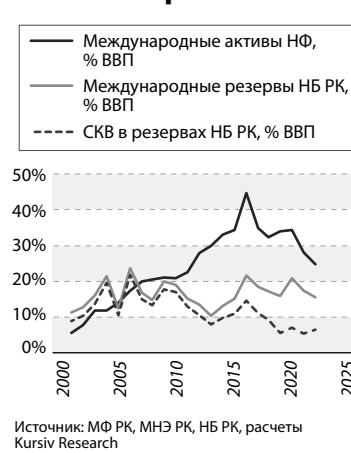 Международные активы НФ,
% ВВП
Международные резервы НБ РК,
% ВВП
СКВ в резервах НБ РК, % ВВП
50%
40%
30%
20%
10%
0%
2000
2005
2010
2015
2020
2025
Источник: МФ РК, МНЭ РК, НБ РК, расчеты
Kursiv Research